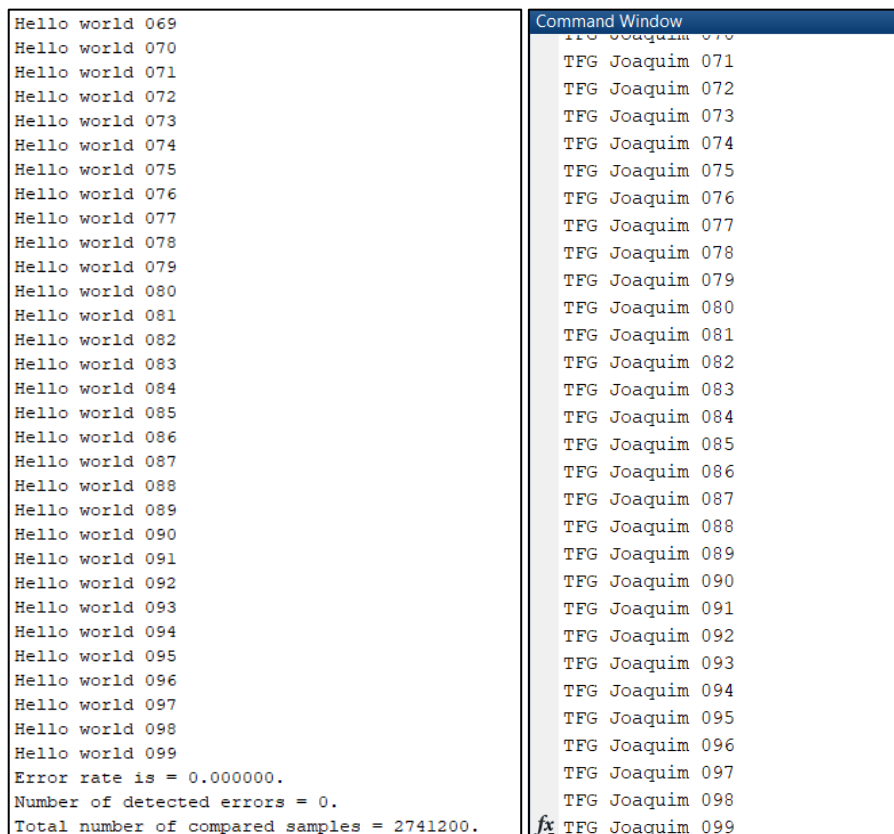 Hello world 069
Hello world 070
Hello world 071
Hello world 072
Hello world 073
Hello world 074
Hello world 075
Hello world 076
Hello world 077
Hello world 078
Hello world 079
Hello world 080
Hello world 081
Hello world 082
Hello world 083
Hello world 084
Hello world 085
Hello world 086
Hello world 087
Hello world 088
Hello world 089
Hello world 090
Hello world 091
Hello world 092
Hello world 093
Hello world 094
Hello world 095
Hello world 096
Hello world 097
Hello world 098
Hello world 099
Error rate is = 0.000000.
Number of detected errors = 0.
Total number of compared samples = 2741200.
Command Window
TFG Joaquim 070
TFG Joaquim 071
TFG Joaquim 072
TFG Joaquim 073
TFG Joaquim 074
TFG Joaquim 075
TFG Joaquim 076
TFG Joaquim 077
TFG Joaquim 078
TFG Joaquim 079
TFG Joaquim 080
TFG Joaquim 081
TFG Joaquim 082
TFG Joaquim 083
TFG Joaquim 084
TFG Joaquim 085
TFG Joaquim 086
TFG Joaquim 087
TFG Joaquim 088
TFG Joaquim 089
TFG Joaquim 090
TFG Joaquim 091
TFG Joaquim 092
TFG Joaquim 093
TFG Joaquim 094
TFG Joaquim 095
TFG Joaquim 096
TFG Joaquim 097
TFG Joaquim 098
fx TFG Joaquim 099